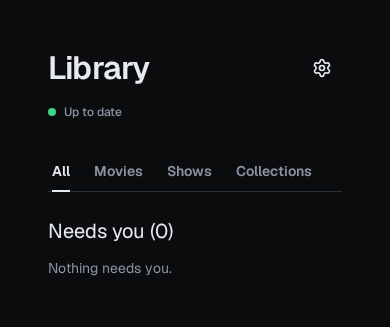 Library
Up to date
All Movies Shows Collections
Needs you (0)
Nothing needs you.